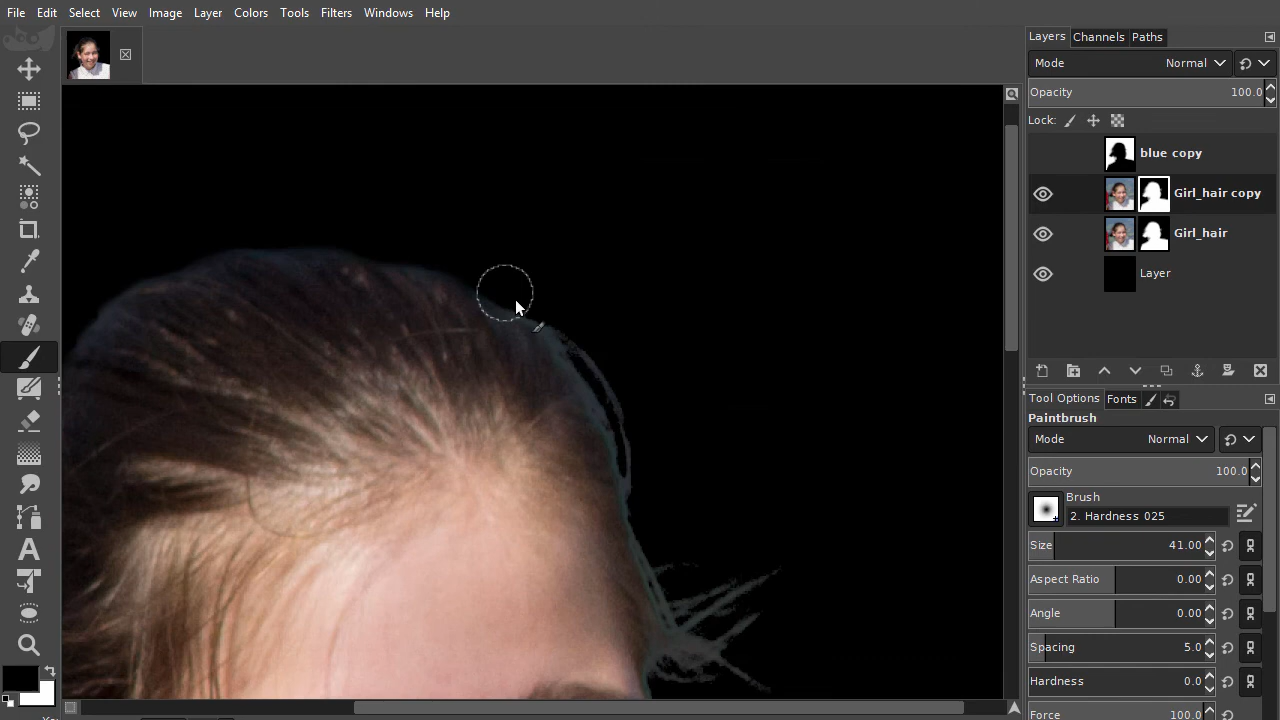 File Edit View Image Layer Colors Tools Filters Windows Help
Layers Channels Paths
Mode Normal
Opacity 100.0
Lock:
blue copy
Girl_hair copy
Girl_hair
Layer
Tool Options Fonts
Paintbrush
Mode Normal
Opacity 100.0
Brush
2. Hardness 025
Size 41.00
Aspect Ratio 0.00
Angle 0.00
Spacing 5.0
Hardness 0.0
Force 100.0